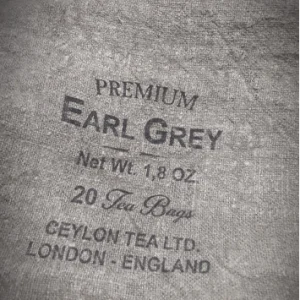 PREMIUM
EARL GREY
Net Wt. 1,8 OZ.
20 Tea Bags
CEYLON TEA LTD.
LONDON - ENGLAND